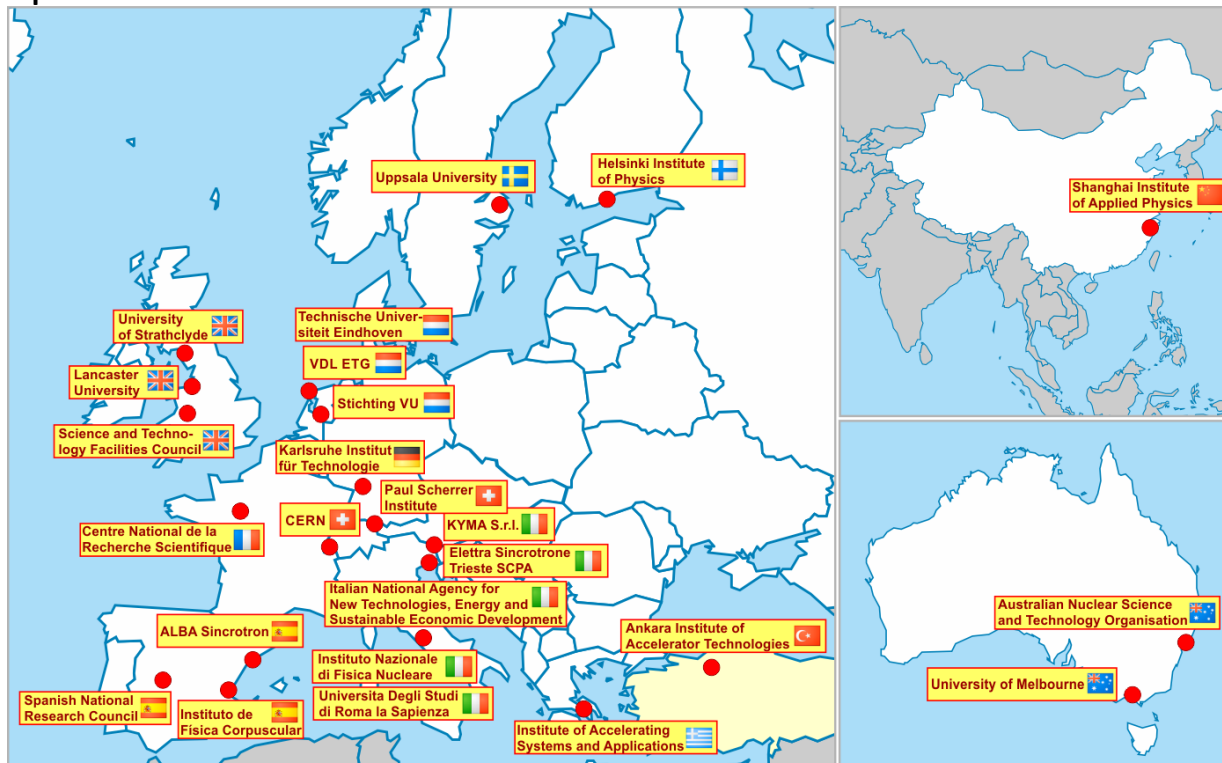 Uppsala University
Helsinki Institute
of Physics
Shanghai Institute
of Applied Physics
University
of Strathclyde
Technische Univer-
siteit Eindhoven
VDL ETG
Lancaster
University
Stichting VU
Science and Techno-
logy Facilities Council
Karlsruhe Institut
für Technologie
Paul Scherrer
Institute
CERN
KYMA S.r.l.
Centre National de la
Recherche Scientifique
Elettra Sincrotrone
Trieste SCPA
Italian National Agency for
New Technologies, Energy and
Sustainable Economic Development
ALBA Sincrotron
Ankara Institute of
Accelerator Technologies
Australian Nuclear Science
and Technology Organisation
Instituto Nazionale
di Fisica Nucleare
University of Melbourne
Spanish National
Research Council
Instituto de
Física Corpuscular
Universita Degli Studi
di Roma la Sapienza
Institute of Accelerating
Systems and Applications